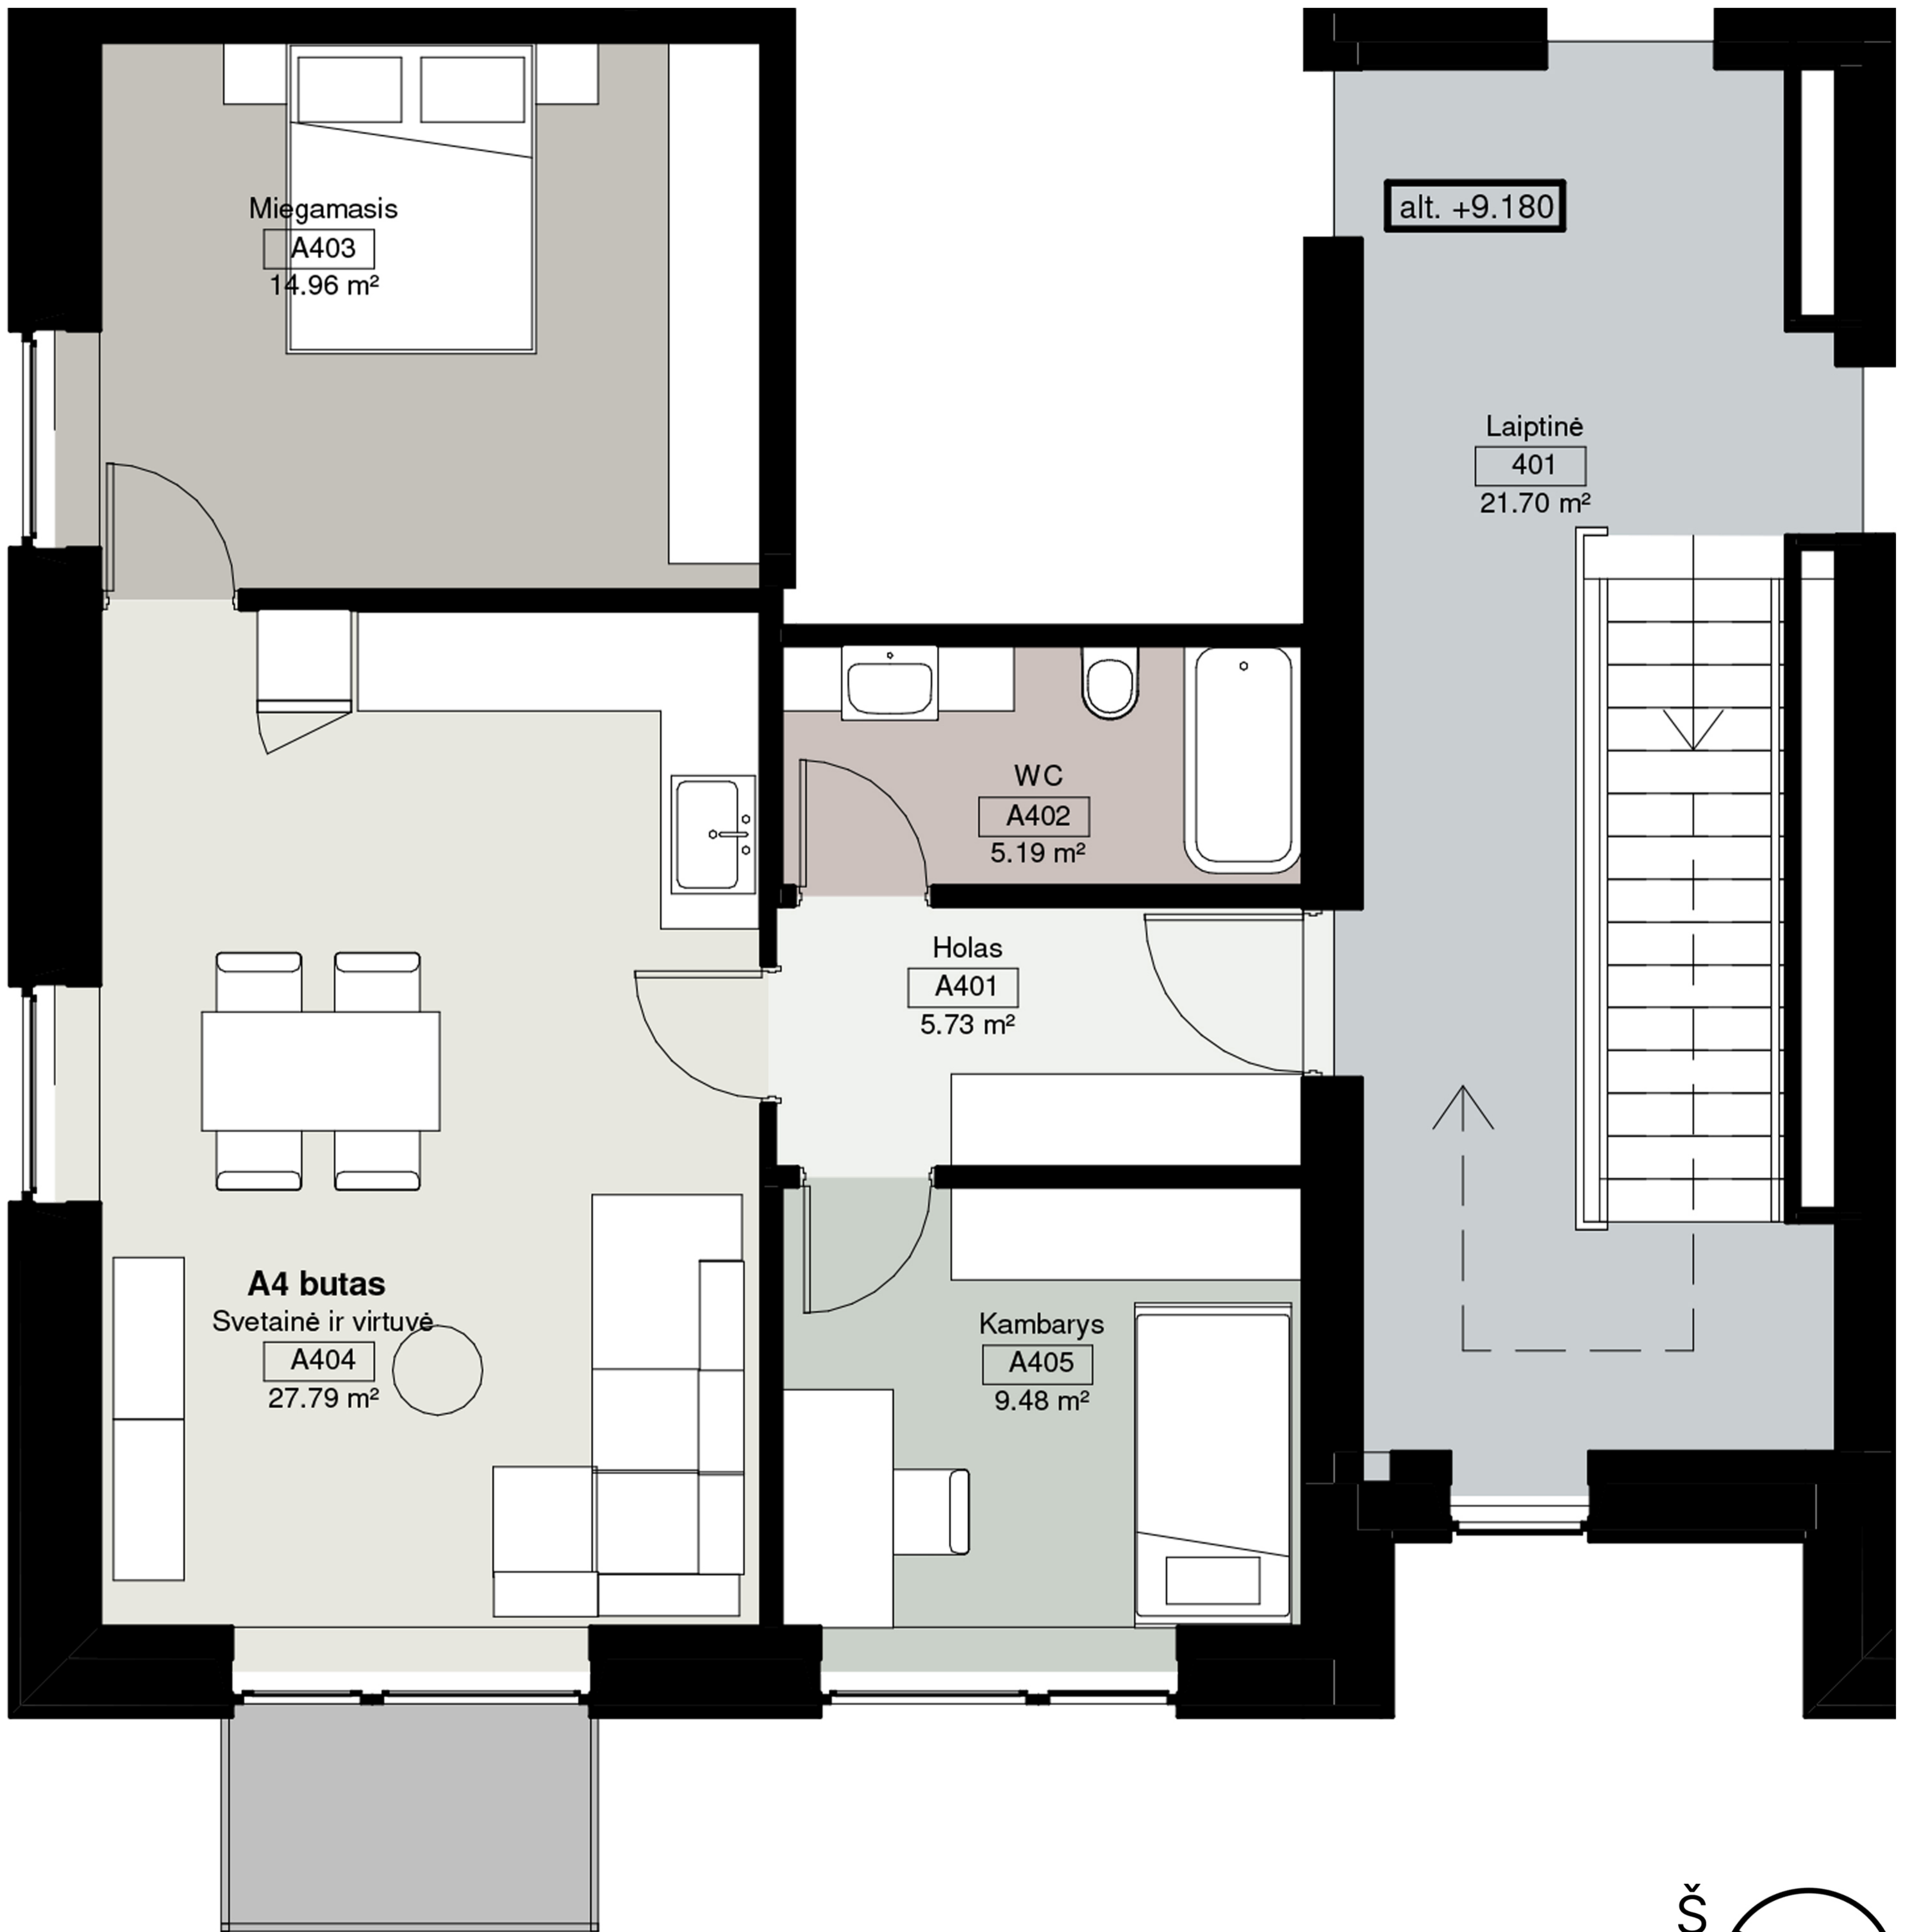 Miegamasis
A403
14.96 m²
alt. +9.180
Laiptinė
401
21.70 m²
WC
A402
5.19 m²
Holas
A401
5.73 m²
A4 butas
Svetainė ir virtuvė
A404
27.79 m²
Kambarys
A405
9.48 m²
Š